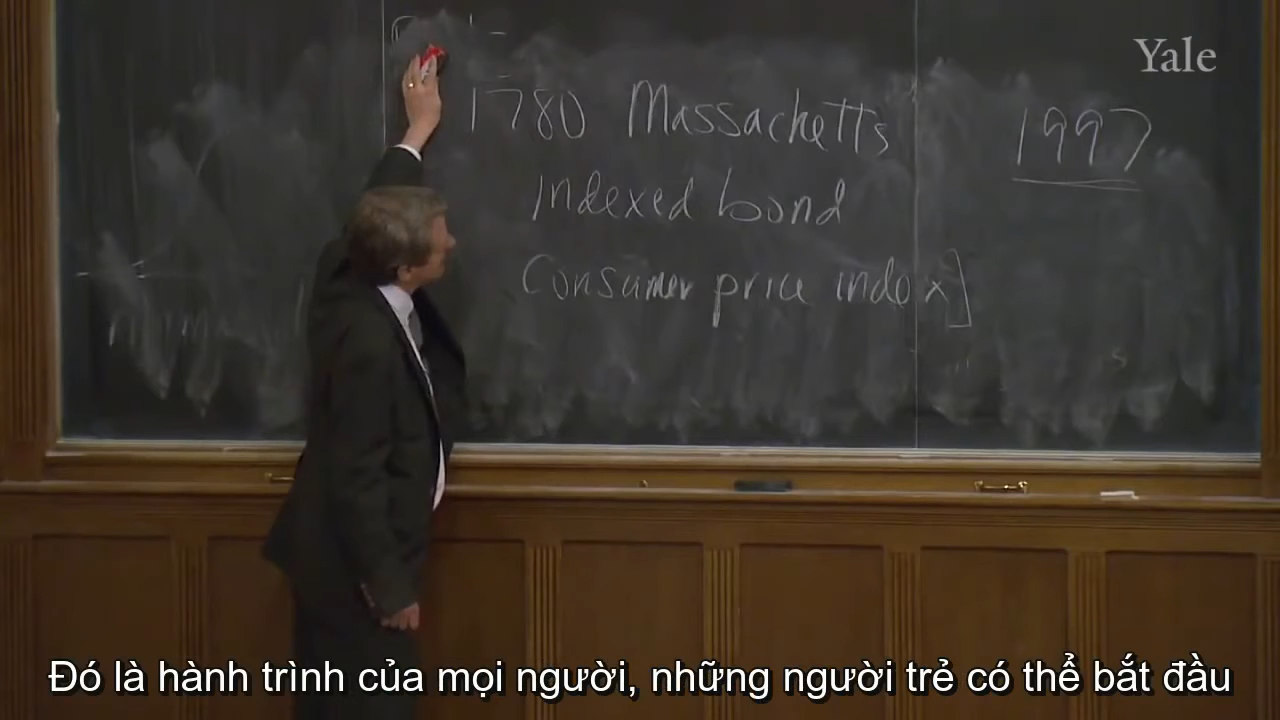 Yale
1780 Massachetts
1997
Indexed bond
Consumer price index]
Đó là hành trình của mọi người, những người trẻ có thể bắt đầu